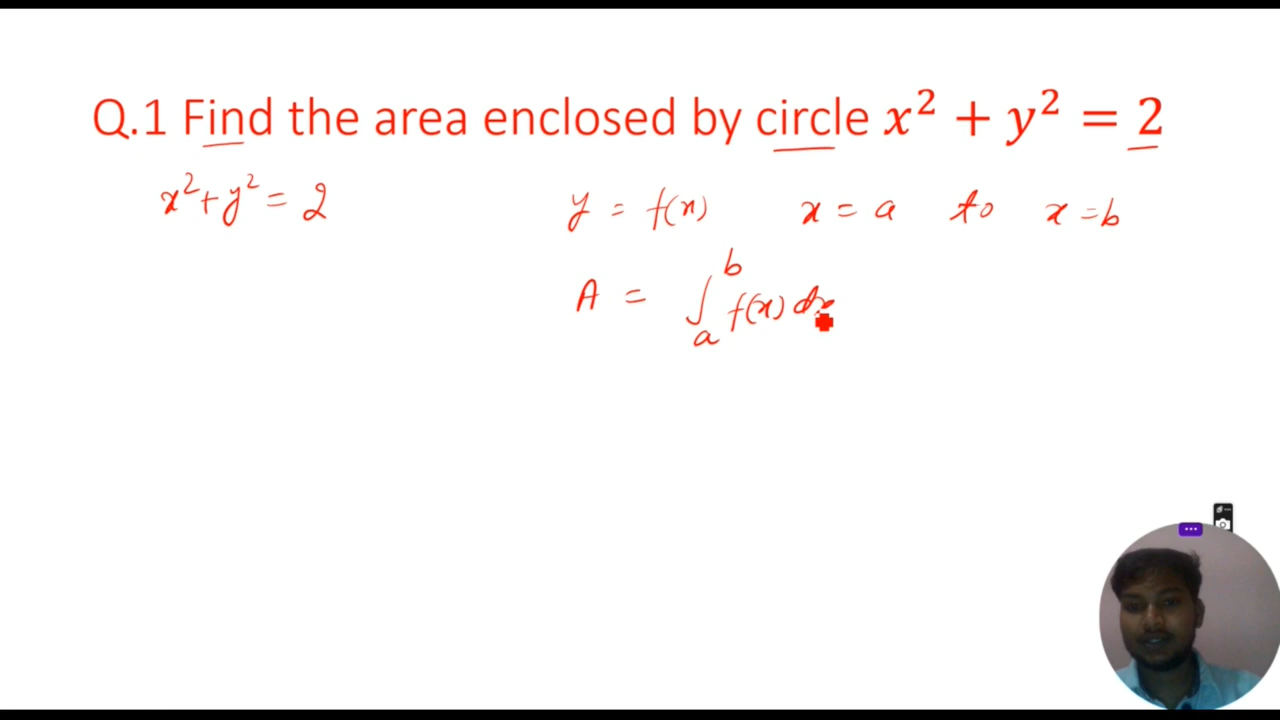 Q.1 Find the area enclosed by circle x² + y² = 2
x² + y² = 2
y = f(x) x = a to x = b
A = ∫ₐᵇ f(x) dx